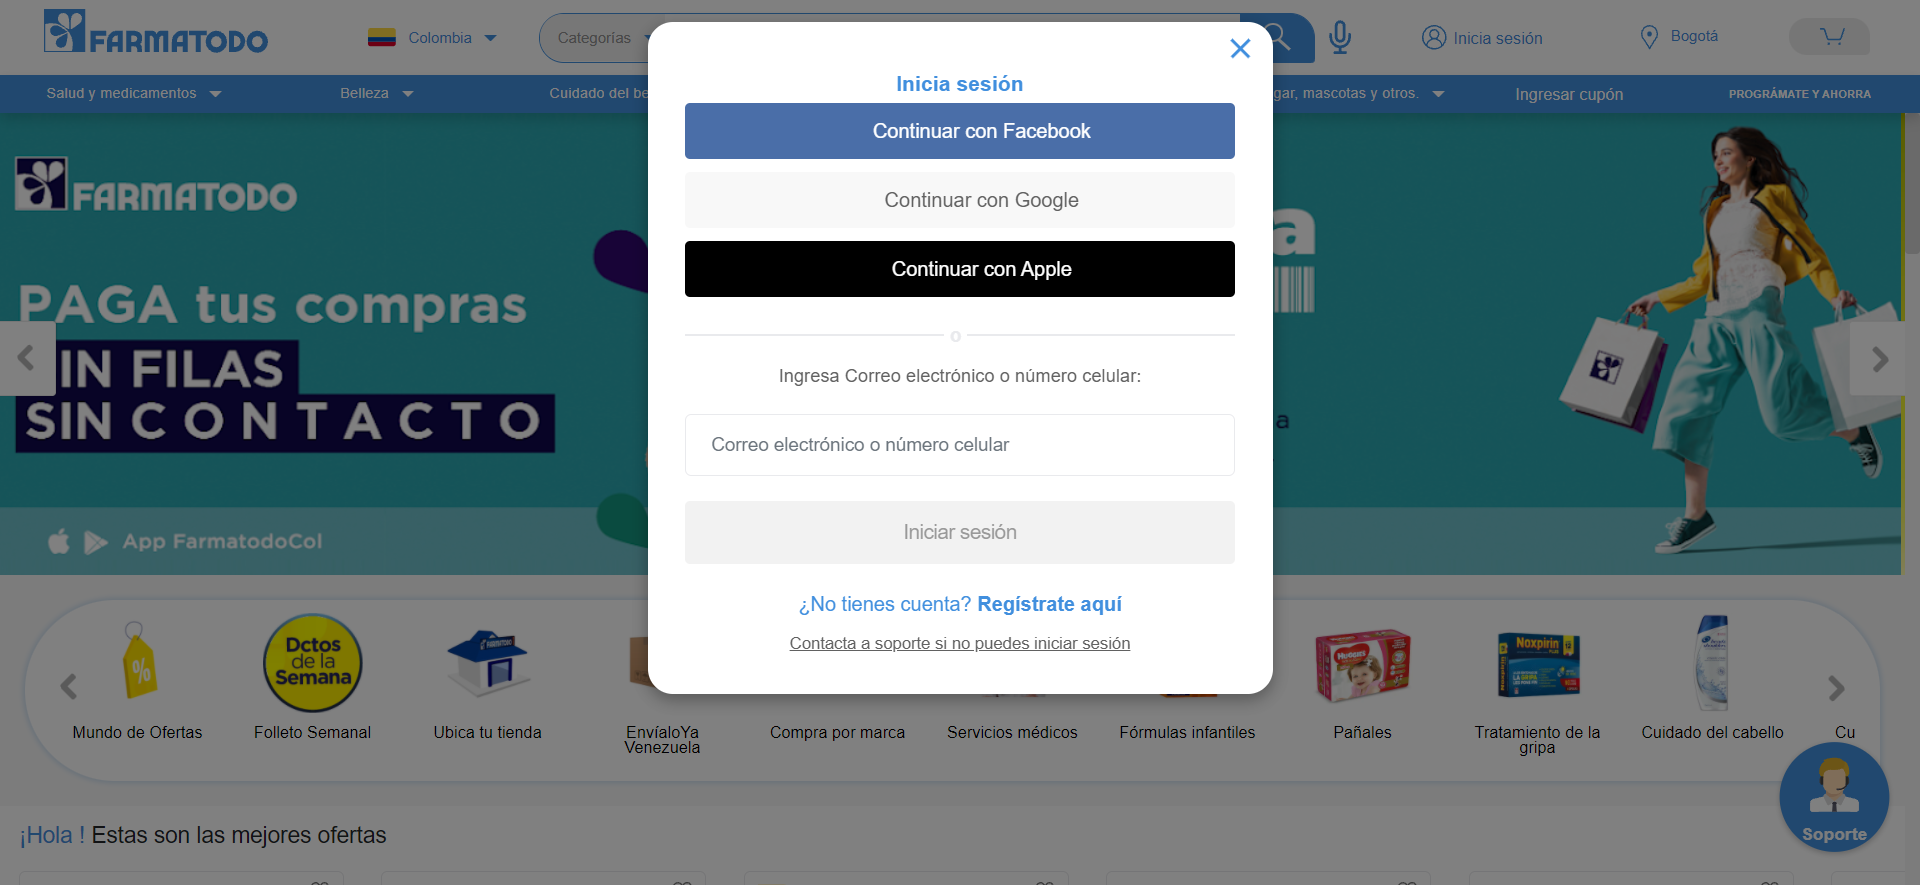 FARMATODO
Colombia
Categorías
Inicia sesión
Bogotá
Salud y medicamentos
Belleza
Cuidado del be
gar, mascotas y otros.
Ingresar cupón
PROGRÁMATE Y AHORRA
Inicia sesión
Continuar con Facebook
Continuar con Google
Continuar con Apple
o
Ingresa Correo electrónico o número celular:
Correo electrónico o número celular
Iniciar sesión
¿No tienes cuenta? Regístrate aquí
Contacta a soporte si no puedes iniciar sesión
FARMATODO
PAGA tus compras
IN FILAS
SIN CONTACTO
App FarmatodoCol
a
a
%
Dctos
de la
Semana
FARMATODO
HUGGIES
Noxpirin
Mundo de Ofertas
Folleto Semanal
Ubica tu tienda
EnvíaloYa
Venezuela
Compra por marca
Servicios médicos
Fórmulas infantiles
Pañales
Tratamiento de la
gripa
Cuidado del cabello
Cu
Soporte
¡Hola ! Estas son las mejores ofertas